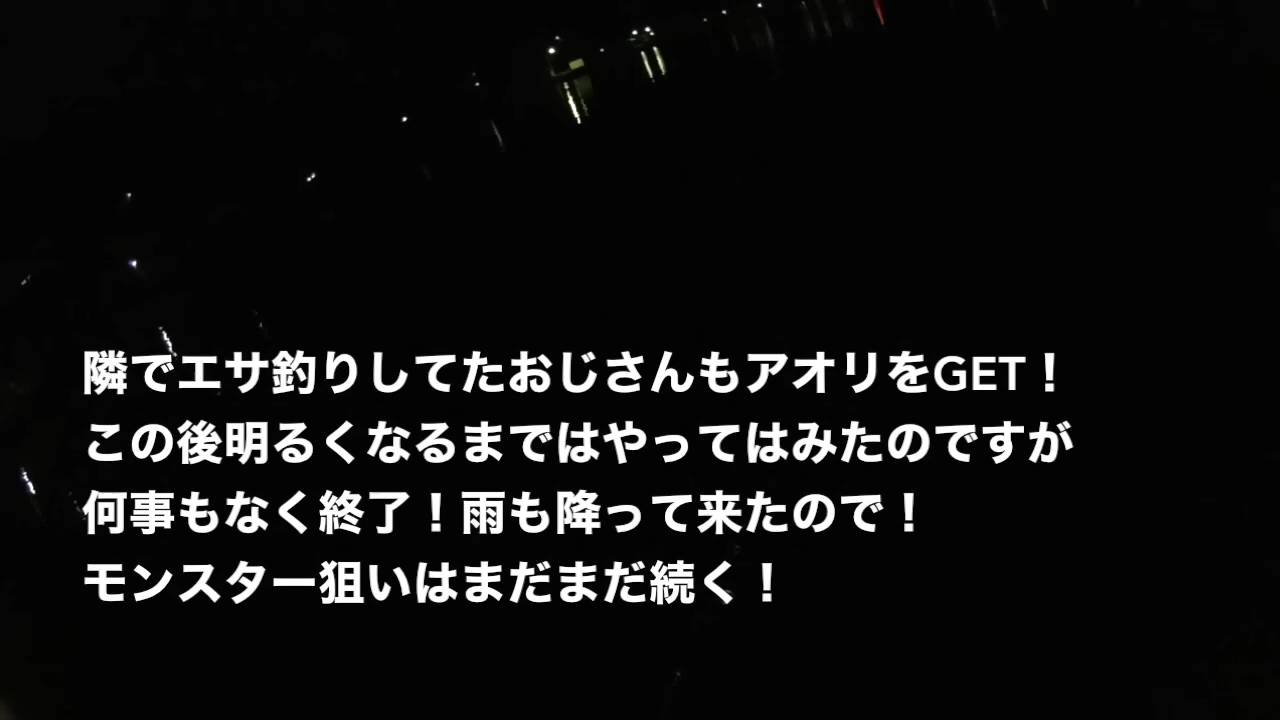 隣でエサ釣りしてたおじさんもアオリをGET！
この後明るくなるまではやってはみたのですが
何事もなく終了！雨も降って来たので！
モンスター狙いはまだまだ続く！